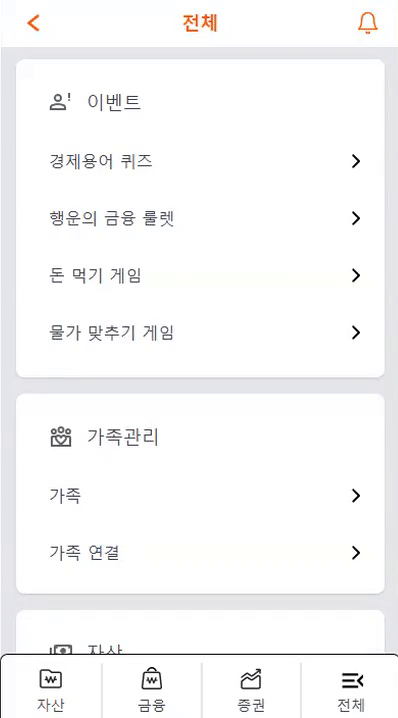 전체
이벤트
경제용어 퀴즈
행운의 금융 룰렛
돈 먹기 게임
물가 맞추기 게임
가족관리
가족
가족 연결
자산
자산
금융
증권
전체